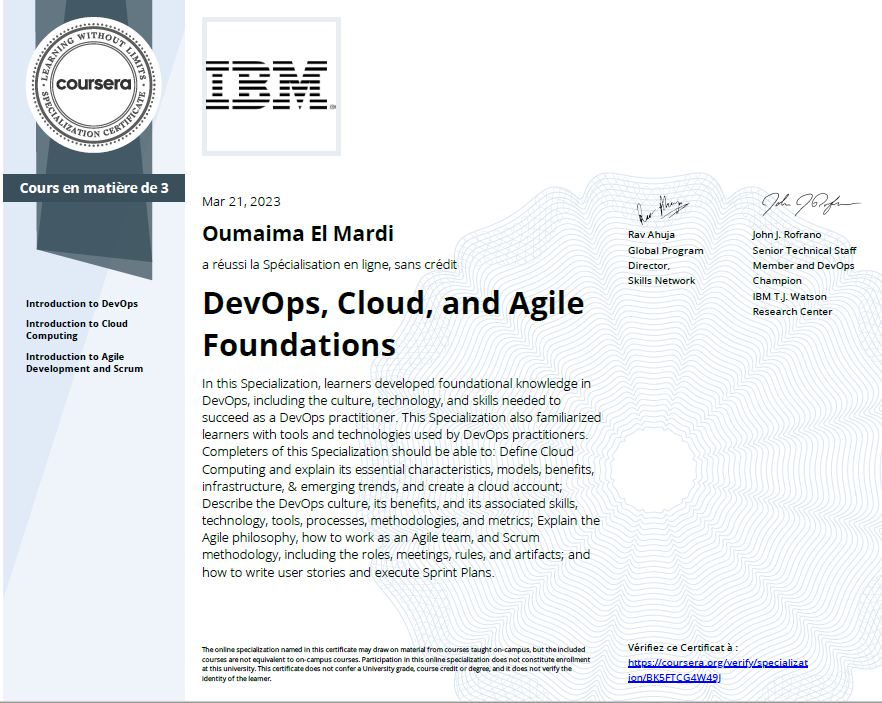 LEARNING WITHOUT LIMITS
coursera
SPECIALIZATION CERTIFICATE
IBM
Cours en matière de 3
Introduction to DevOps
Introduction to Cloud
Computing
Introduction to Agile
Development and Scrum
Mar 21, 2023
Oumaima El Mardi
a réussi la Spécialisation en ligne, sans crédit
DevOps, Cloud, and Agile
Foundations
In this Specialization, learners developed foundational knowledge in
DevOps, including the culture, technology, and skills needed to
succeed as a DevOps practitioner. This Specialization also familiarized
learners with tools and technologies used by DevOps practitioners.
Completers of this Specialization should be able to: Define Cloud
Computing and explain its essential characteristics, models, benefits,
infrastructure, & emerging trends, and create a cloud account;
Describe the DevOps culture, its benefits, and its associated skills,
technology, tools, processes, methodologies, and metrics; Explain the
Agile philosophy, how to work as an Agile team, and Scrum
methodology, including the roles, meetings, rules, and artifacts; and
how to write user stories and execute Sprint Plans.
Rav Ahuja
Rav Ahuja
Global Program
Director,
Skills Network
John J. Rofrano
John J. Rofrano
Senior Technical Staff
Member and DevOps
Champion
IBM T.J. Watson
Research Center
The online specialization named in this certificate may draw on material from courses taught on-campus, but the included
courses are not equivalent to on-campus courses. Participation in this online specialization does not constitute enrollment
at this university. This certificate does not confer a University grade, course credit or degree, and it does not verify the
identity of the learner.
Vérifiez ce Certificat à :
https://coursera.org/verify/specializat
ion/BK5FTCG4W49J